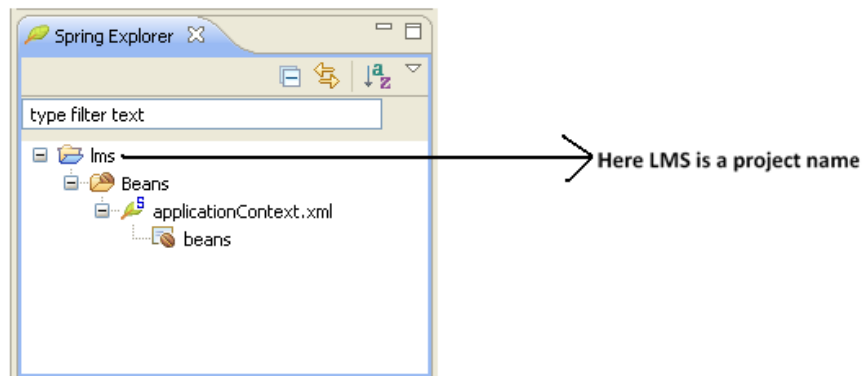 Spring Explorer
a
z
type filter text
lms
Here LMS is a project name
Beans
S
applicationContext.xml
beans